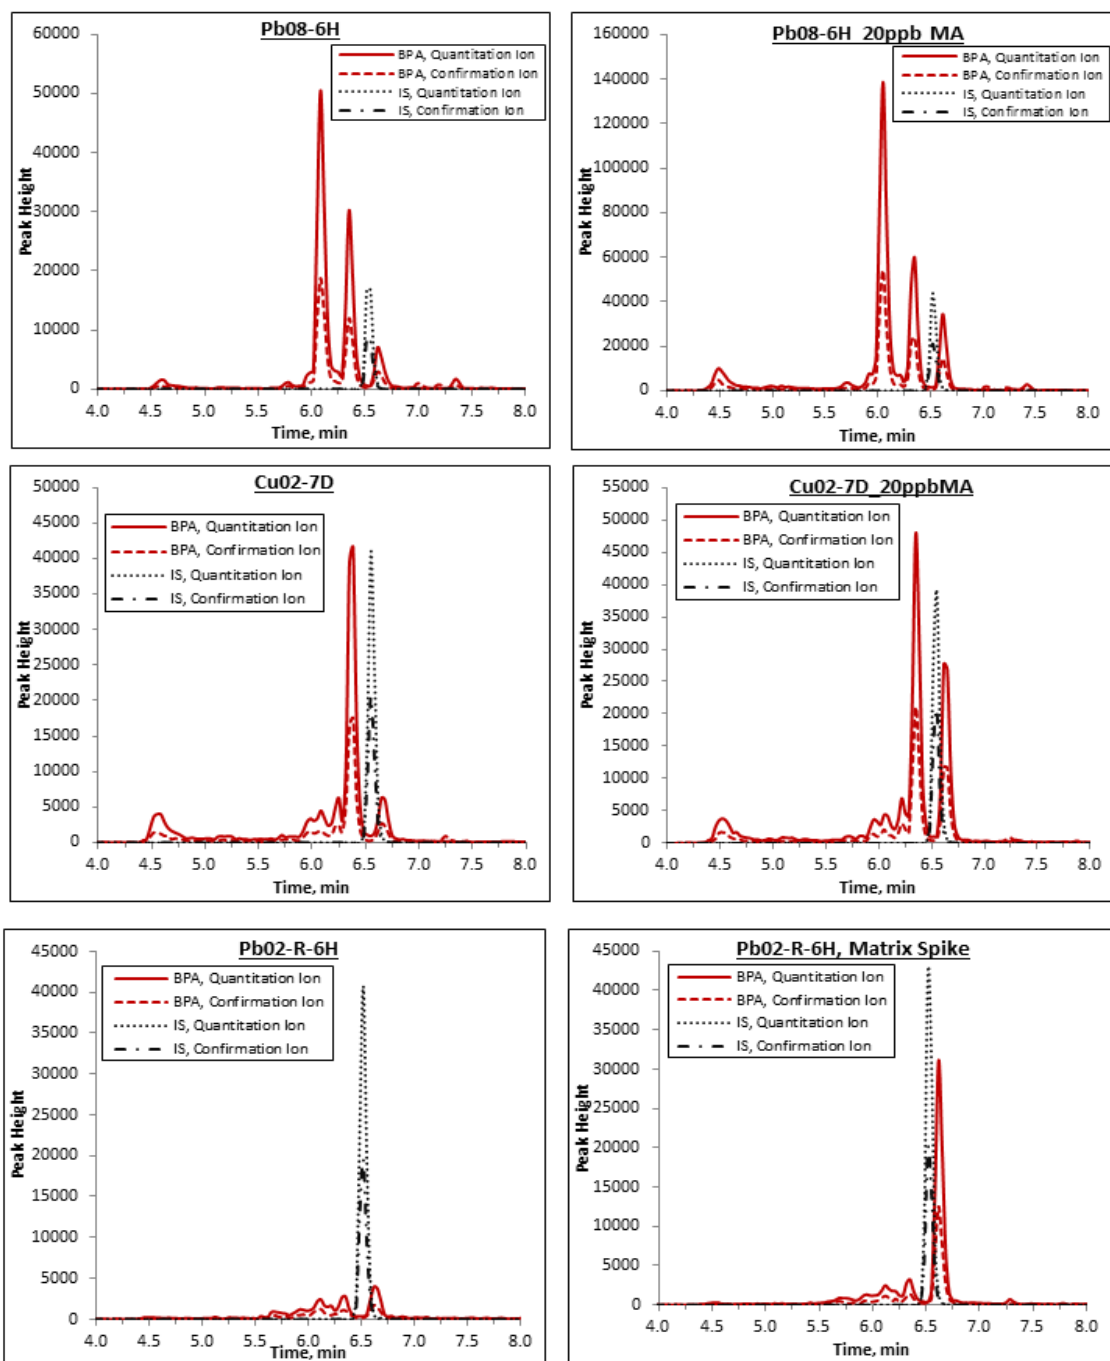 Pb08-6H
BPA, Quantitation Ion
BPA, Confirmation Ion
IS, Quantitation Ion
IS, Confirmation Ion
Peak Height
60000
50000
40000
30000
20000
10000
0
4.0 4.5 5.0 5.5 6.0 6.5 7.0 7.5 8.0
Time, min
Pb08-6H_20ppb_MA
BPA, Quantitation Ion
BPA, Confirmation Ion
IS, Quantitation Ion
IS, Confirmation Ion
Peak Height
160000
140000
120000
100000
80000
60000
40000
20000
0
4.0 4.5 5.0 5.5 6.0 6.5 7.0 7.5 8.0
Time, min
Cu02-7D
BPA, Quantitation Ion
BPA, Confirmation Ion
IS, Quantitation Ion
IS, Confirmation Ion
Peak Height
50000
45000
40000
35000
30000
25000
20000
15000
10000
5000
0
4.0 4.5 5.0 5.5 6.0 6.5 7.0 7.5 8.0
Time, min
Cu02-7D_20ppbMA
BPA, Quantitation Ion
BPA, Confirmation Ion
IS, Quantitation Ion
IS, Confirmation Ion
Peak Height
55000
50000
45000
40000
35000
30000
25000
20000
15000
10000
5000
0
4.0 4.5 5.0 5.5 6.0 6.5 7.0 7.5 8.0
Time, min
Pb02-R-6H
BPA, Quantitation Ion
BPA, Confirmation Ion
IS, Quantitation Ion
IS, Confirmation Ion
Peak Height
45000
40000
35000
30000
25000
20000
15000
10000
5000
0
4.0 4.5 5.0 5.5 6.0 6.5 7.0 7.5 8.0
Time, min
Pb02-R-6H, Matrix Spike
BPA, Quantitation Ion
BPA, Confirmation Ion
IS, Quantitation Ion
IS, Confirmation Ion
Peak Height
45000
40000
35000
30000
25000
20000
15000
10000
5000
0
4.0 4.5 5.0 5.5 6.0 6.5 7.0 7.5 8.0
Time, min